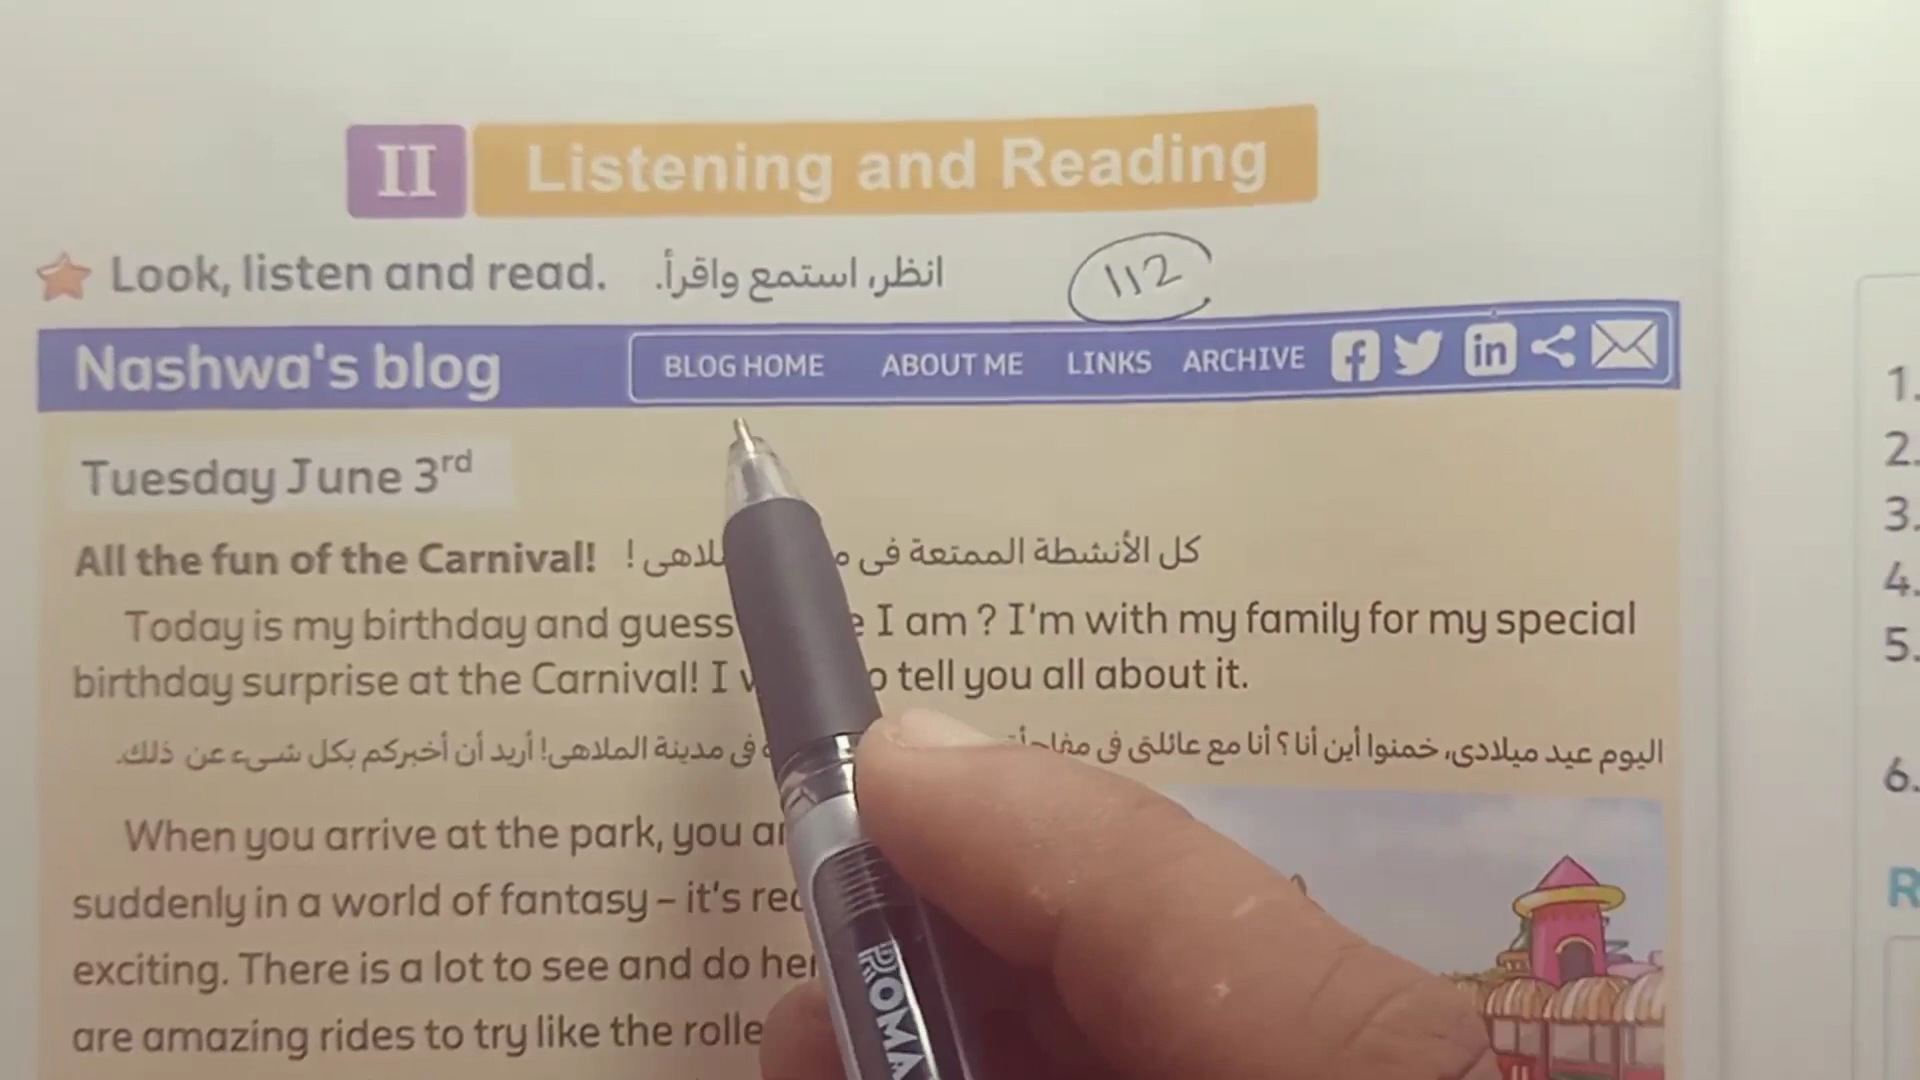 II Listening and Reading
Look, listen and read. انظر، استمع واقرأ. 112
Nashwa's blog BLOG HOME ABOUT ME LINKS ARCHIVE f in
Tuesday June 3rd
All the fun of the Carnival! كل الأنشطة الممتعة فى !
Today is my birthday and guess I am ? I'm with my family for my special
birthday surprise at the Carnival! I tell you all about it.
اليوم عيد ميلادى، خمنوا أين أنا؟ أنا مع عائلتى فى فى مدينة الملاهى! أريد أن أخبركم بكل شىء عن ذلك.
When you arrive at the park, you
suddenly in a world of fantasy – it's
exciting. There is a lot to see and do
are amazing rides to try like the
ROMA
1.
2.
3.
4.
5.
6.
R